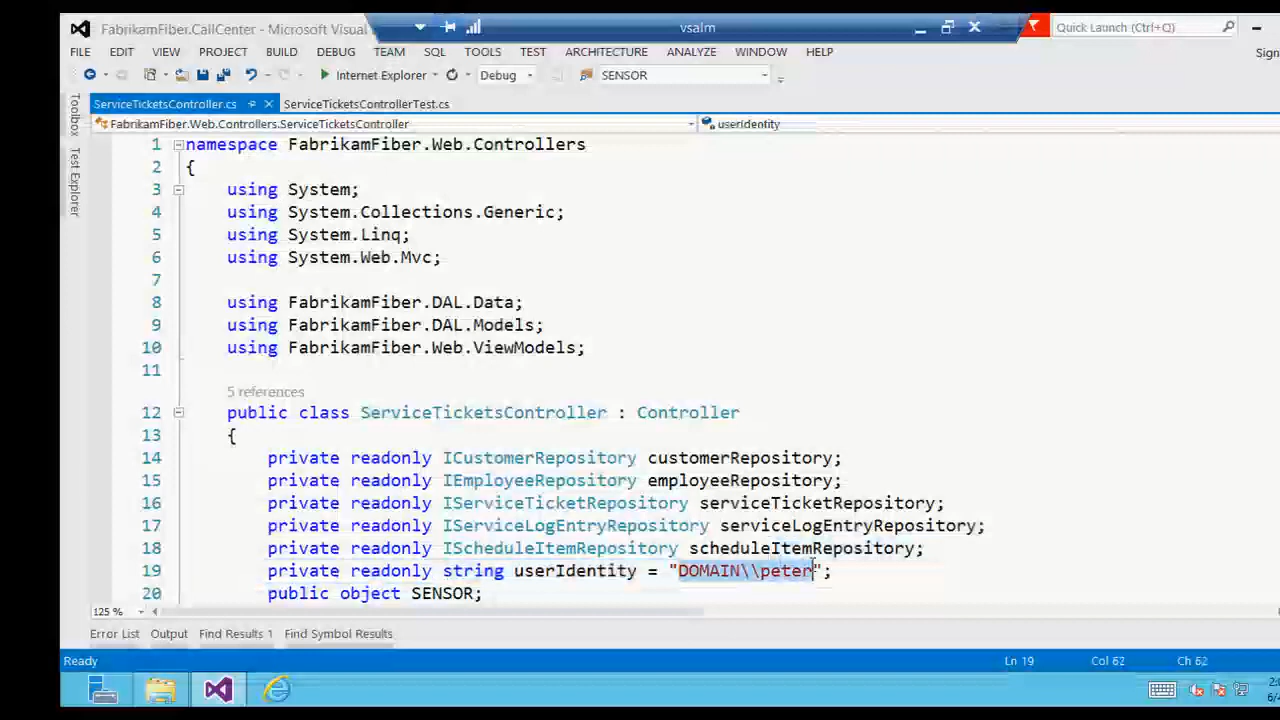 FabrikamFiber.CallCenter - Microsoft Visual
vsalm
Quick Launch (Ctrl+Q)
FILE EDIT VIEW PROJECT BUILD DEBUG TEAM SQL TOOLS TEST ARCHITECTURE ANALYZE WINDOW HELP
Sign
Internet Explorer Debug SENSOR
ServiceTicketsController.cs ServiceTicketsControllerTest.cs
FabrikamFiber.Web.Controllers.ServiceTicketsController userIdentity
Toolbox
Test Explorer
1 namespace FabrikamFiber.Web.Controllers
2 {
3 using System;
4 using System.Collections.Generic;
5 using System.Linq;
6 using System.Web.Mvc;
7
8 using FabrikamFiber.DAL.Data;
9 using FabrikamFiber.DAL.Models;
10 using FabrikamFiber.Web.ViewModels;
11
5 references
12 public class ServiceTicketsController : Controller
13 {
14 private readonly ICustomerRepository customerRepository;
15 private readonly IEmployeeRepository employeeRepository;
16 private readonly IServiceTicketRepository serviceTicketRepository;
17 private readonly IServiceLogEntryRepository serviceLogEntryRepository;
18 private readonly IScheduleItemRepository scheduleItemRepository;
19 private readonly string userIdentity = "DOMAIN\\peter";
20 public object SENSOR;
125 %
Error List Output Find Results 1 Find Symbol Results
Ready Ln 19 Col 62 Ch 62